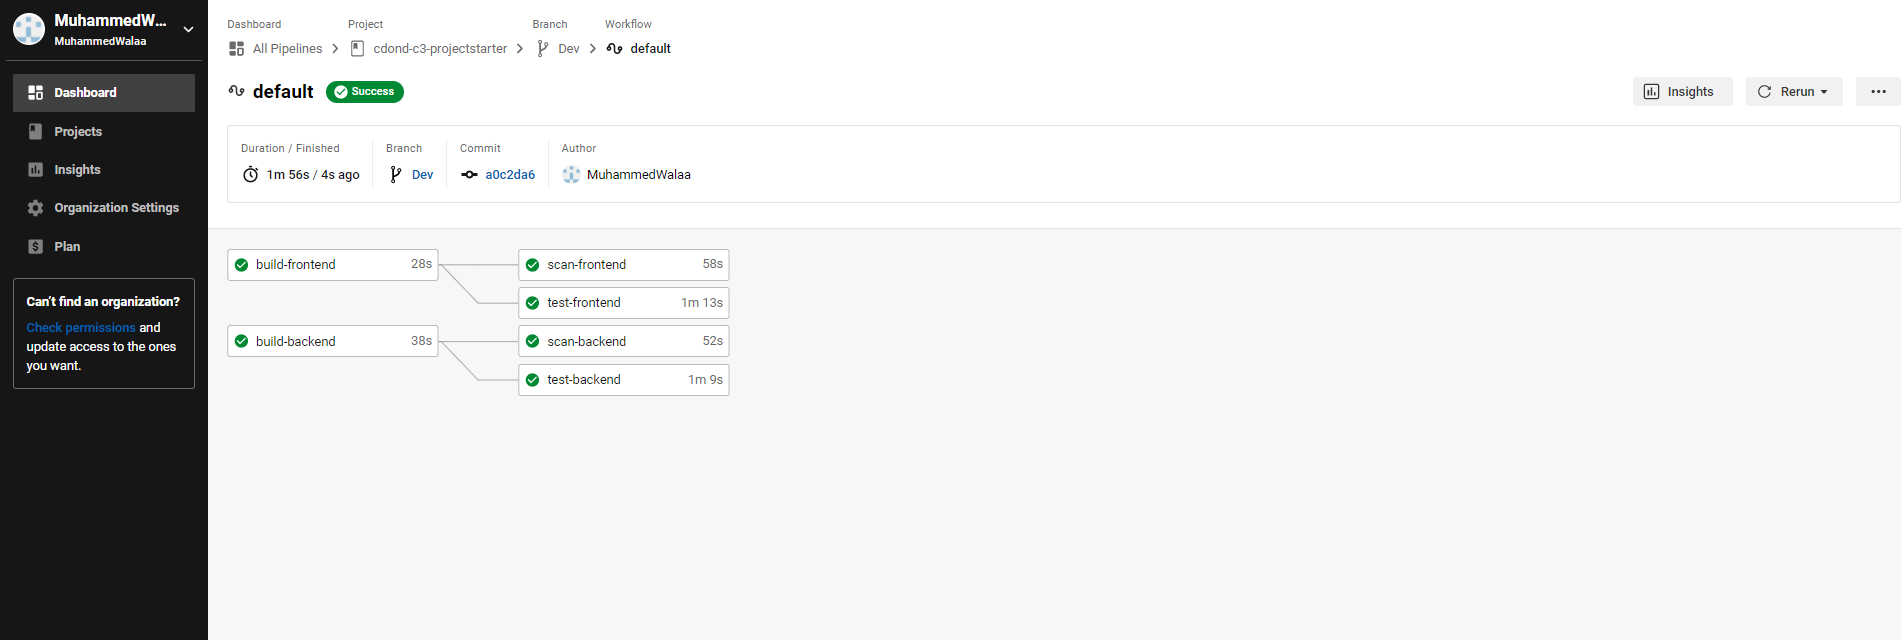 MuhammedW...
MuhammedWalaa
Dashboard
Projects
Insights
Organization Settings
Plan
Can't find an organization?
Check permissions and
update access to the ones
you want.
Dashboard Project Branch Workflow
All Pipelines cdond-c3-projectstarter Dev default
default Success
Insights Rerun
Duration / Finished Branch Commit Author
1m 56s / 4s ago Dev a0c2da6 MuhammedWalaa
build-frontend 28s scan-frontend 58s
test-frontend 1m 13s
build-backend 38s scan-backend 52s
test-backend 1m 9s